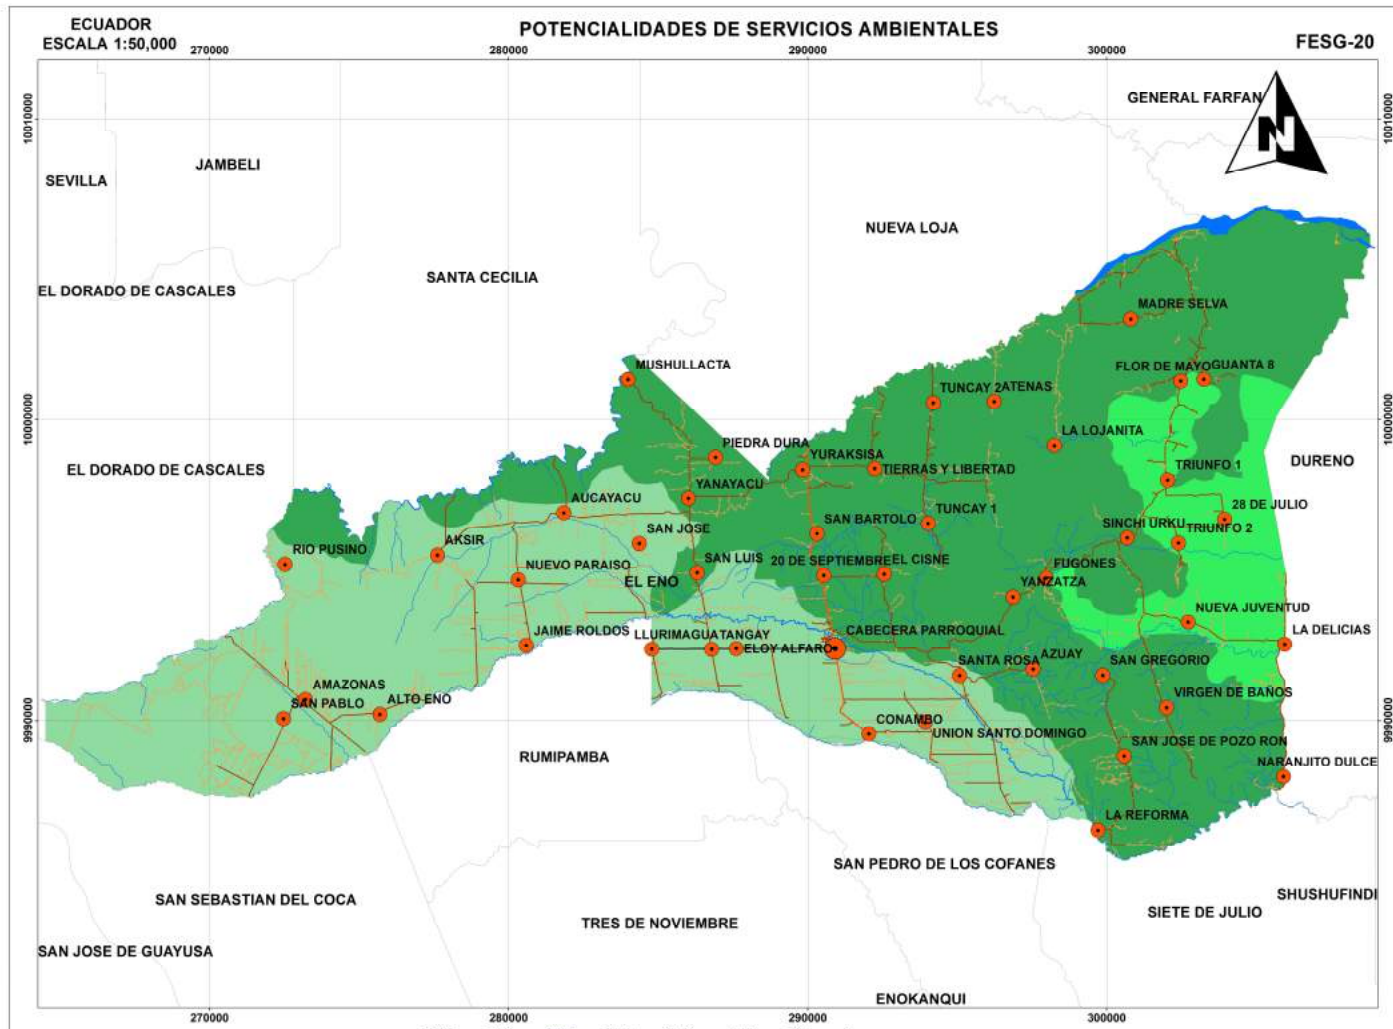 ECUADOR
ESCALA 1:50,000
POTENCIALIDADES DE SERVICIOS AMBIENTALES
FESG-20
270000
280000
290000
300000
GENERAL FARFAN
10010000
10010000
N
JAMBELI
SEVILLA
NUEVA LOJA
SANTA CECILIA
EL DORADO DE CASCALES
MADRE SELVA
MUSHULLACTA
FLOR DE MAYO
GUANTA 8
TUNCAY 2
ATENAS
10000000
10000000
LA LOJANITA
PIEDRA DURA
YURAKSISA
DURENO
EL DORADO DE CASCALES
TIERRAS Y LIBERTAD
TRIUNFO 1
YANAYACU
AUCAYACU
28 DE JULIO
TUNCAY 1
SAN BARTOLO
SINCHI URKU
TRIUNFO 2
SAN JOSE
AKSIR
RIO PUSINO
SAN LUIS
20 DE SEPTIEMBRE
EL CISNE
FUGONES
NUEVO PARAISO
EL ENO
YANZATZA
NUEVA JUVENTUD
JAIME ROLDOS
LLURIMAGUA
TANGAY
CABECERA PARROQUIAL
LA DELICIAS
ELOY ALFARO
AZUAY
SANTA ROSA
SAN GREGORIO
AMAZONAS
SAN PABLO
ALTO ENO
VIRGEN DE BAÑOS
9990000
9990000
CONAMBO
UNION SANTO DOMINGO
SAN JOSE DE POZO RON
RUMIPAMBA
NARANJITO DULCE
LA REFORMA
SAN PEDRO DE LOS COFANES
SHUSHUFINDI
SAN SEBASTIAN DEL COCA
SIETE DE JULIO
TRES DE NOVIEMBRE
SAN JOSE DE GUAYUSA
ENOKANQUI
270000
280000
290000
300000